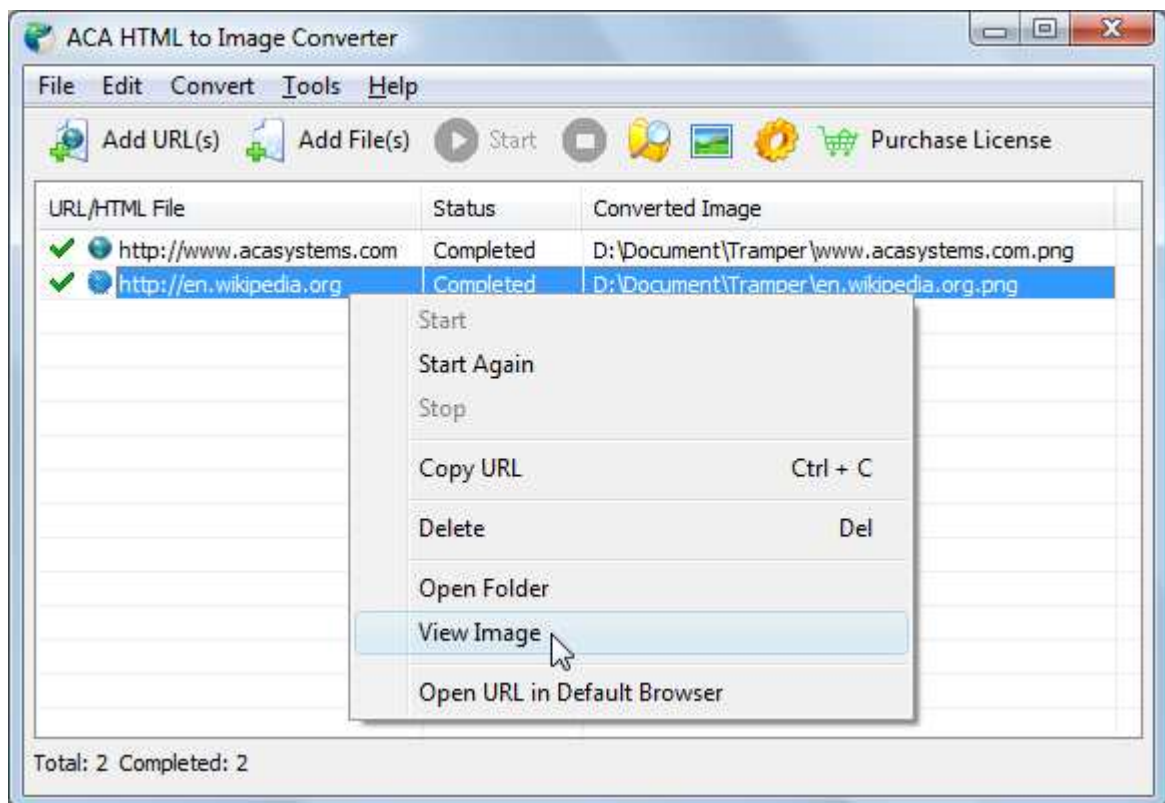 ACA HTML to Image Converter
File Edit Convert Tools Help
Add URL(s) Add File(s) Start Purchase License
URL/HTML File Status Converted Image
http://www.acasystems.com Completed D:\Document\Tramper\www.acasystems.com.png
http://en.wikipedia.org Completed D:\Document\Tramper\en.wikipedia.org.png
Start
Start Again
Stop
Copy URL Ctrl + C
Delete Del
Open Folder
View Image
Open URL in Default Browser
Total: 2 Completed: 2